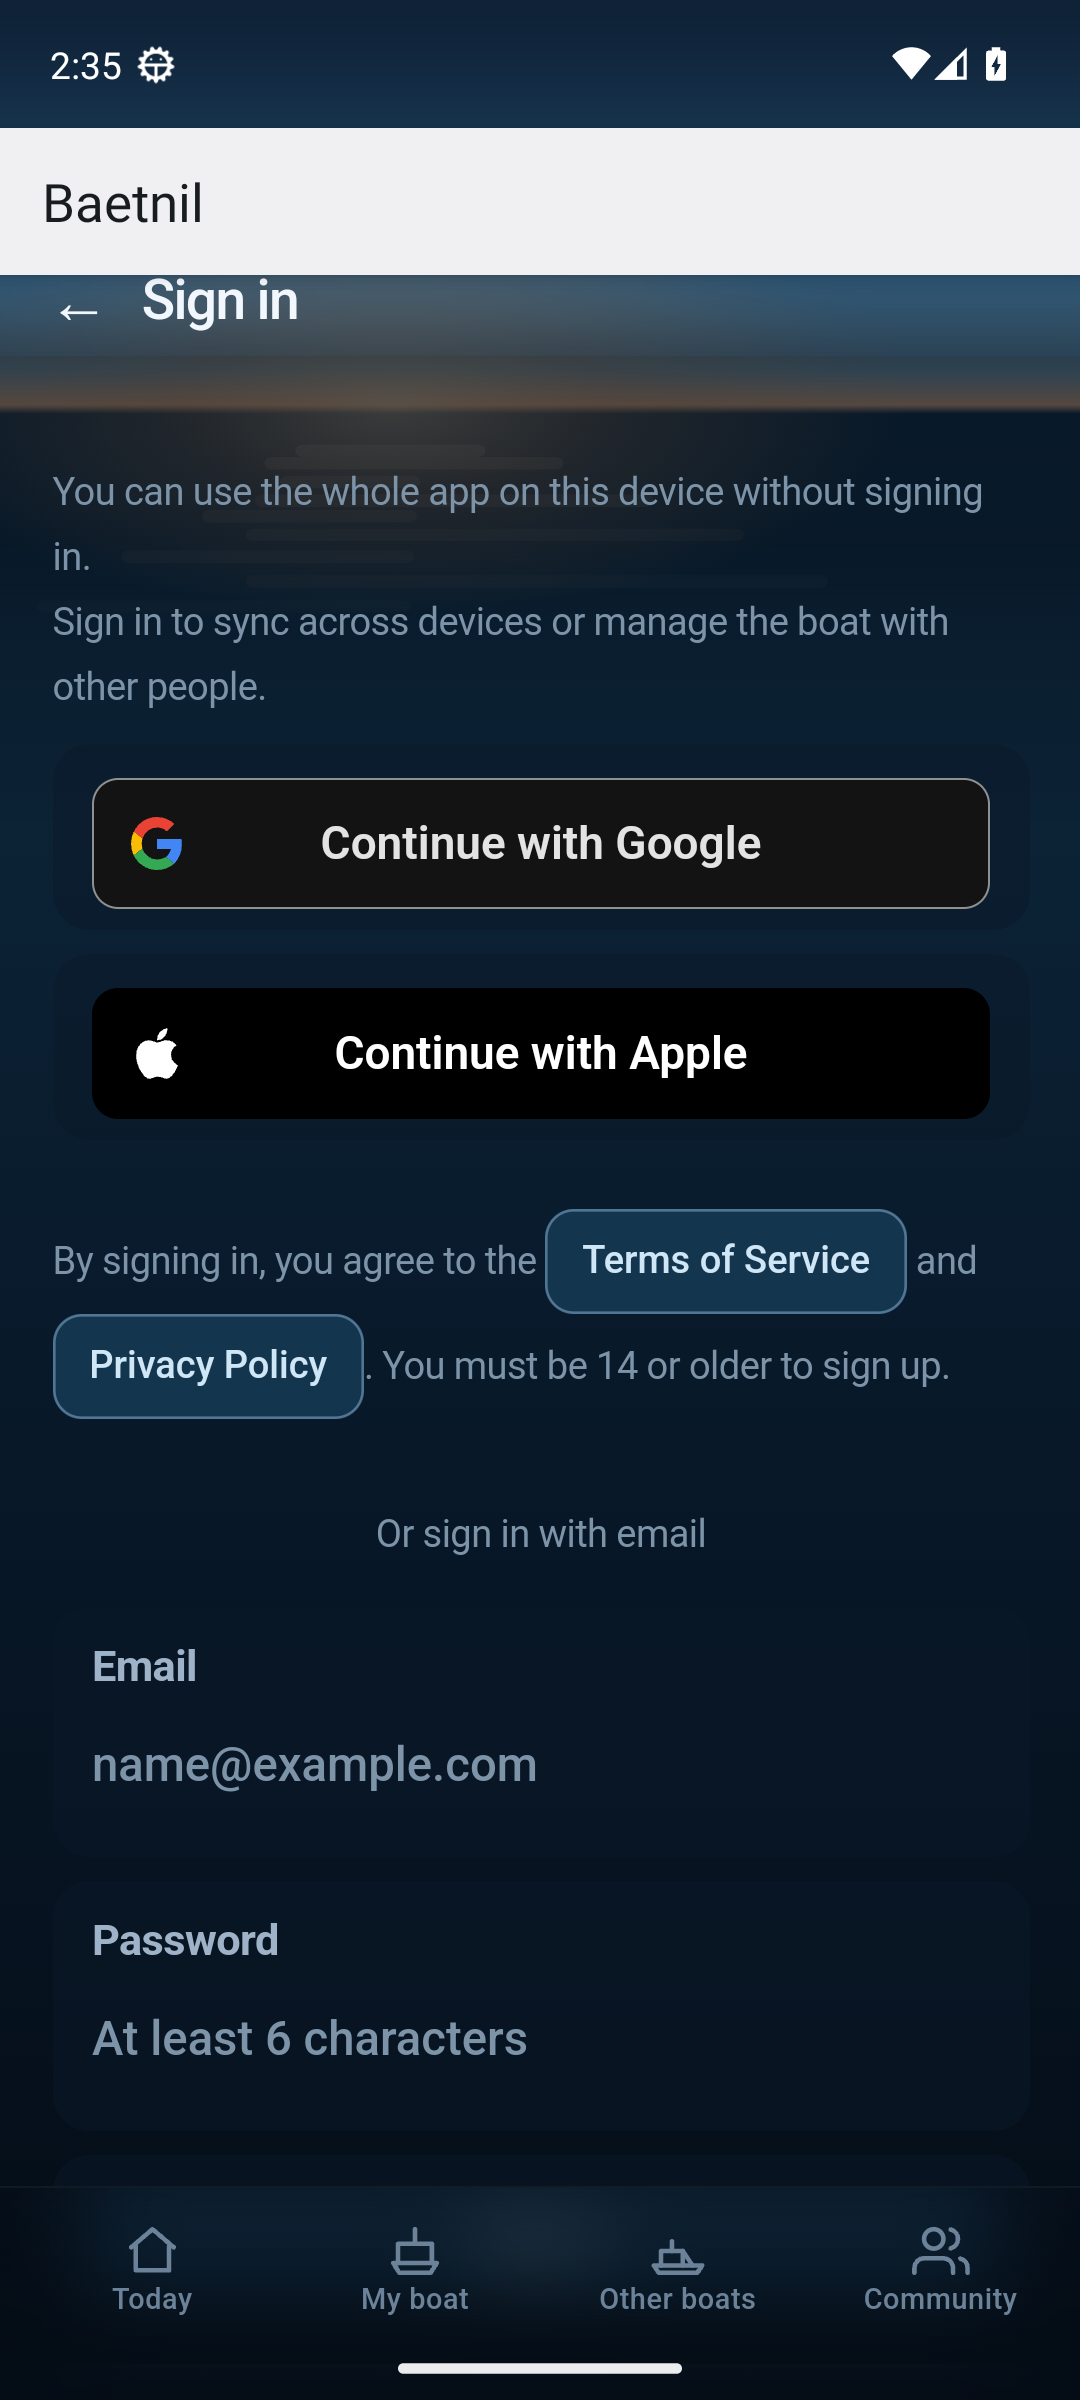 2:35
Baetnil
← Sign in
You can use the whole app on this device without signing
in.
Sign in to sync across devices or manage the boat with
other people.
Continue with Google
Continue with Apple
By signing in, you agree to the Terms of Service and
Privacy Policy. You must be 14 or older to sign up.
Or sign in with email
Email
name@example.com
Password
At least 6 characters
Today
My boat
Other boats
Community